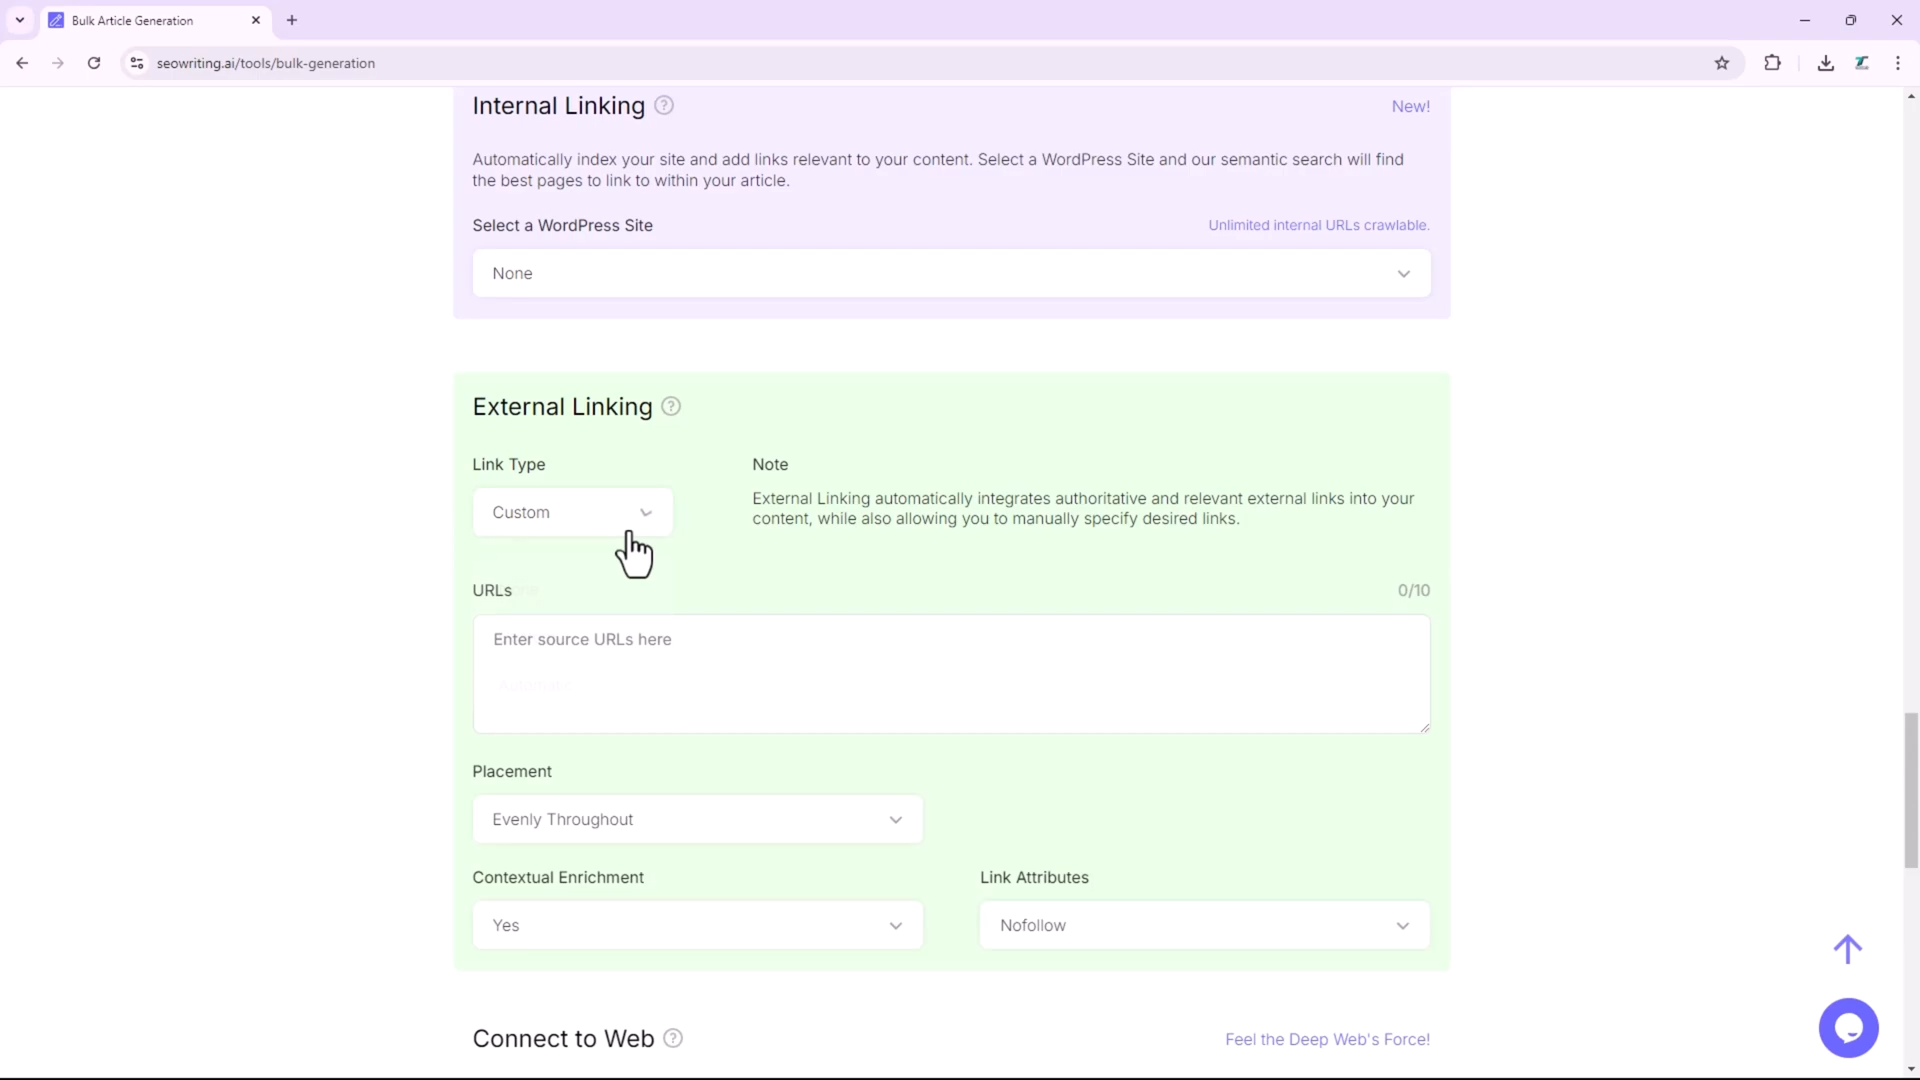 Bulk Article Generation
seowriting.ai/tools/bulk-generation
Internal Linking ?
New!
Automatically index your site and add links relevant to your content. Select a WordPress Site and our semantic search will find
the best pages to link to within your article.
Select a WordPress Site
Unlimited internal URLs crawlable.
None
External Linking ?
Link Type
Note
Custom
External Linking automatically integrates authoritative and relevant external links into your
content, while also allowing you to manually specify desired links.
URLs
0/10
Enter source URLs here
Placement
Evenly Throughout
Contextual Enrichment
Link Attributes
Yes
Nofollow
Connect to Web ?
Feel the Deep Web's Force!